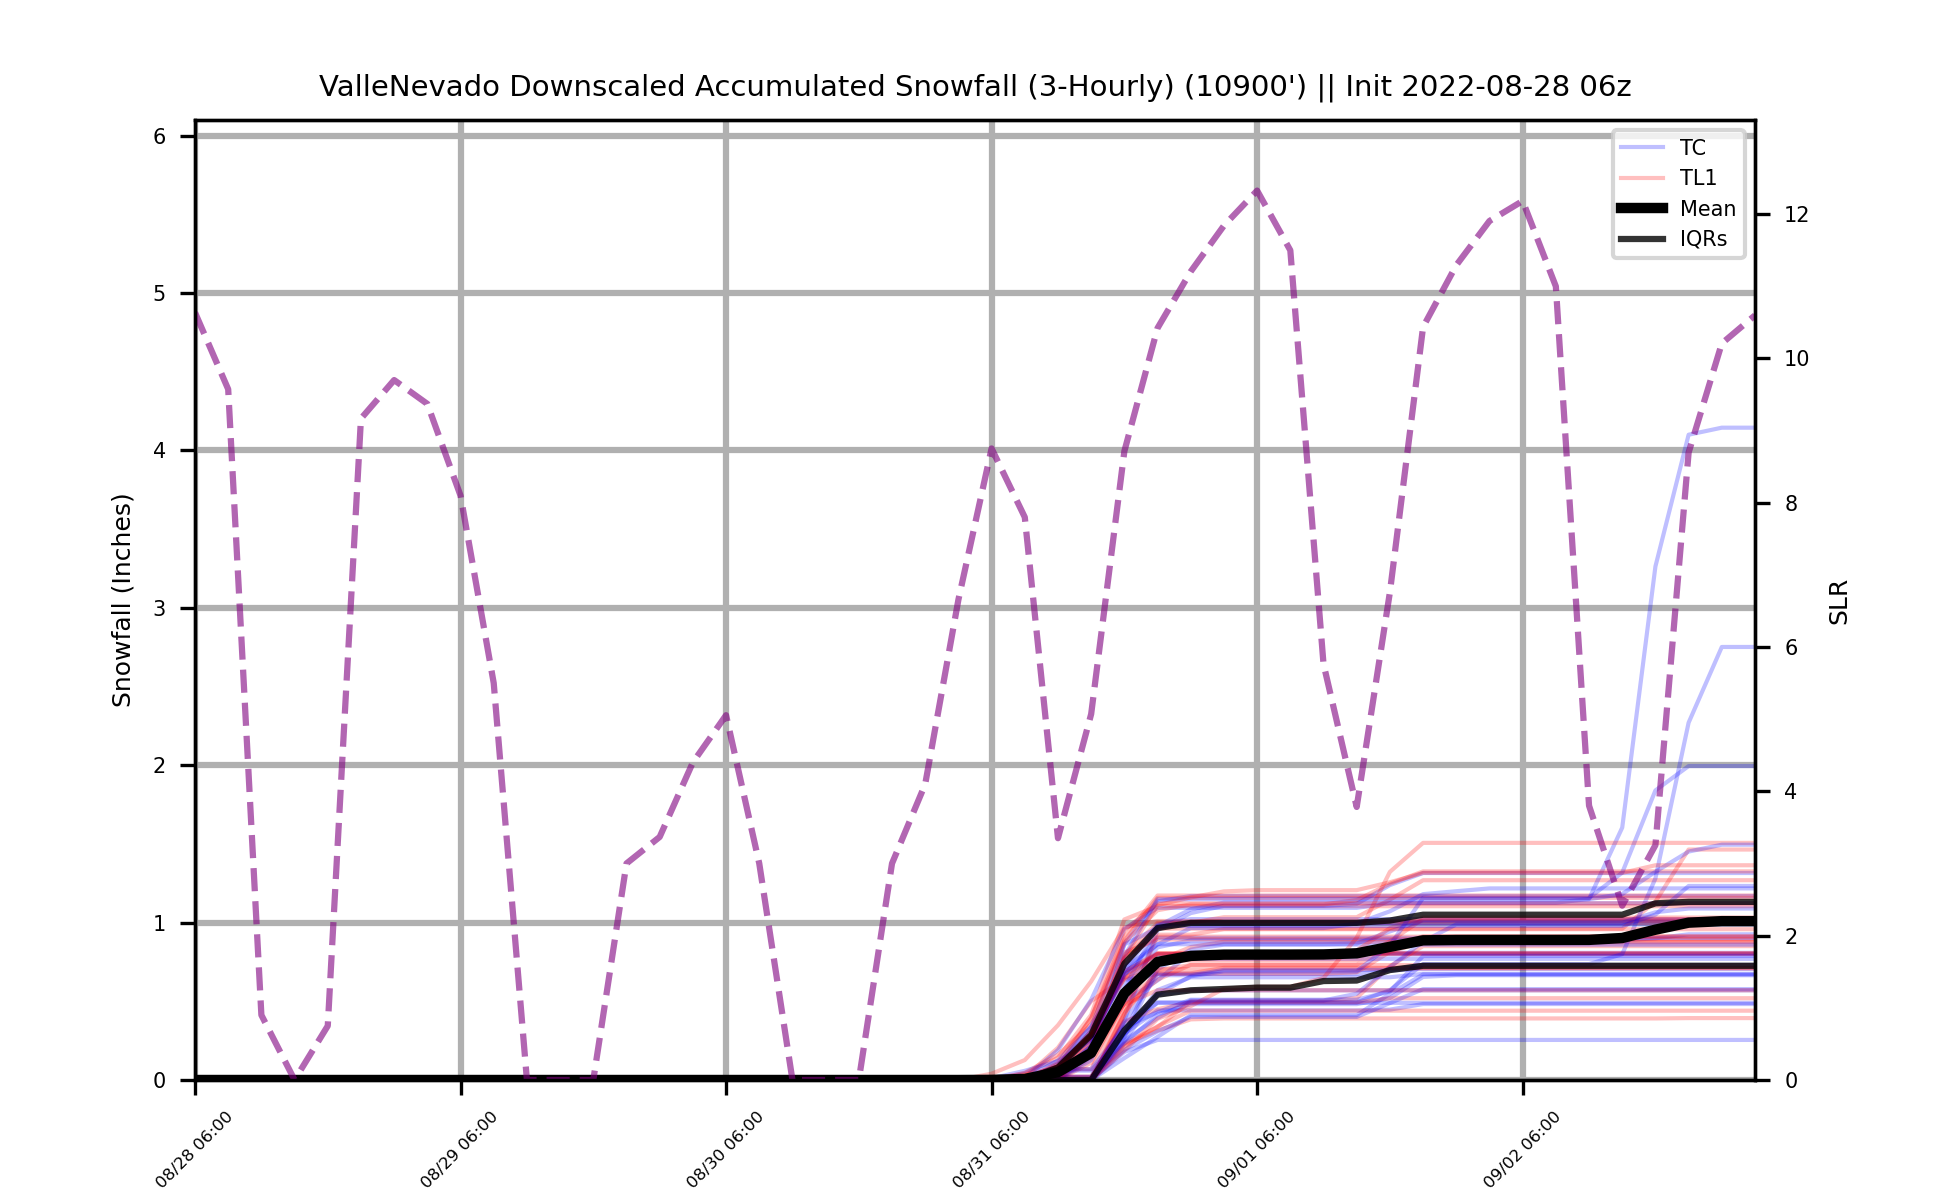 ValleNevado Downscaled Accumulated Snowfall (3-Hourly) (10900') || Init 2022-08-28 06z
TC
TL1
Mean
IQRs
Snowfall (Inches)
6
5
4
3
2
1
0
SLR
12
10
8
6
4
2
0
08/28 06:00
08/29 06:00
08/30 06:00
08/31 06:00
09/01 06:00
09/02 06:00